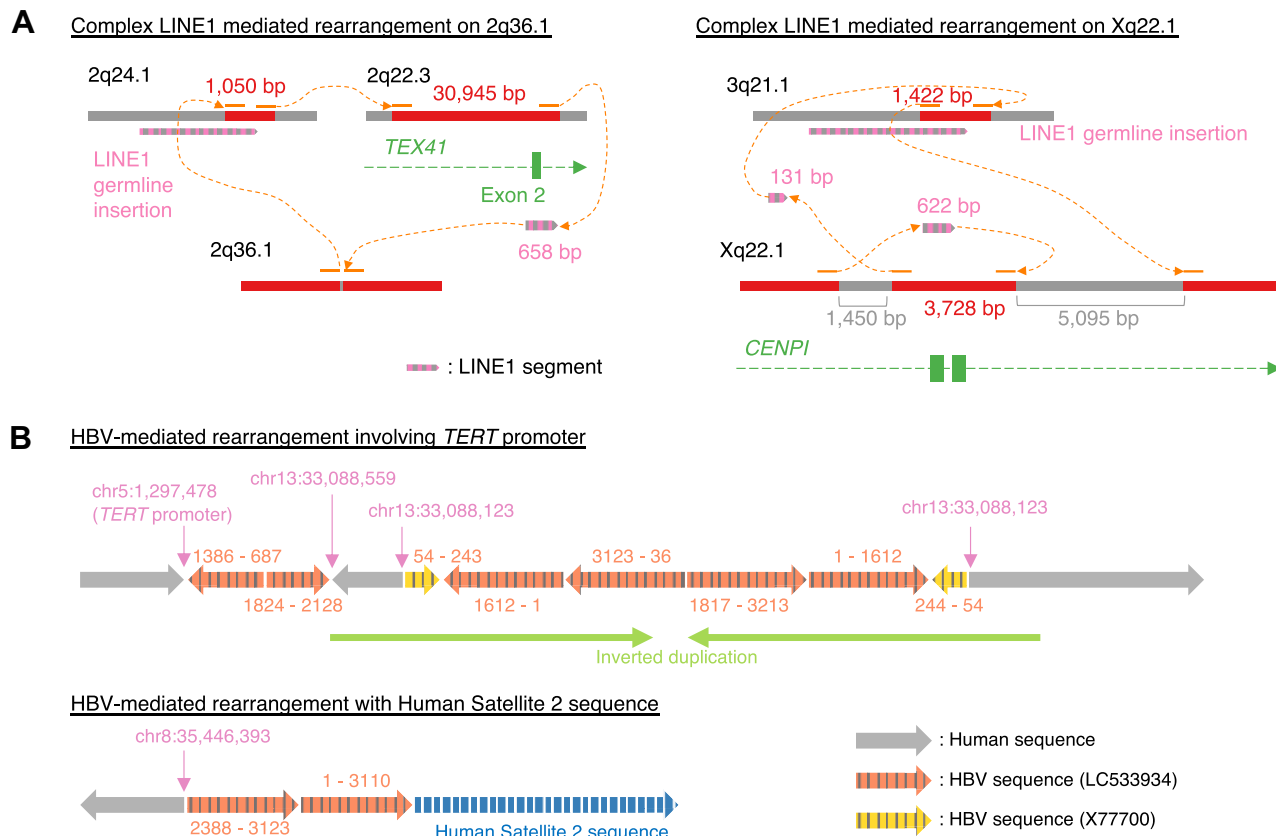 A
Complex LINE1 mediated rearrangement on 2q36.1
2q24.1
1,050 bp
2q22.3
30,945 bp
LINE1
germline
insertion
TEX41
Exon 2
658 bp
2q36.1
: LINE1 segment
Complex LINE1 mediated rearrangement on Xq22.1
3q21.1
1,422 bp
LINE1 germline insertion
131 bp
622 bp
Xq22.1
1,450 bp
3,728 bp
5,095 bp
CENPI
B
HBV-mediated rearrangement involving TERT promoter
chr5:1,297,478
(TERT promoter)
chr13:33,088,559
chr13:33,088,123
chr13:33,088,123
1386 - 687
54 - 243
3123 - 36
1 - 1612
1824 - 2128
1612 - 1
1817 - 3213
244 - 54
Inverted duplication
HBV-mediated rearrangement with Human Satellite 2 sequence
chr8:35,446,393
1 - 3110
2388 - 3123
Human Satellite 2 sequence
: Human sequence
: HBV sequence (LC533934)
: HBV sequence (X77700)